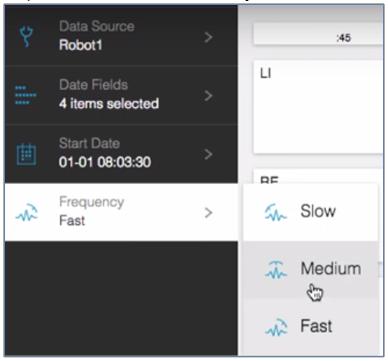 Data Source
Robot1
:45
Date Fields
4 items selected
LI
Start Date
01-01 08:03:30
Frequency
Fast
Slow
Medium
Fast